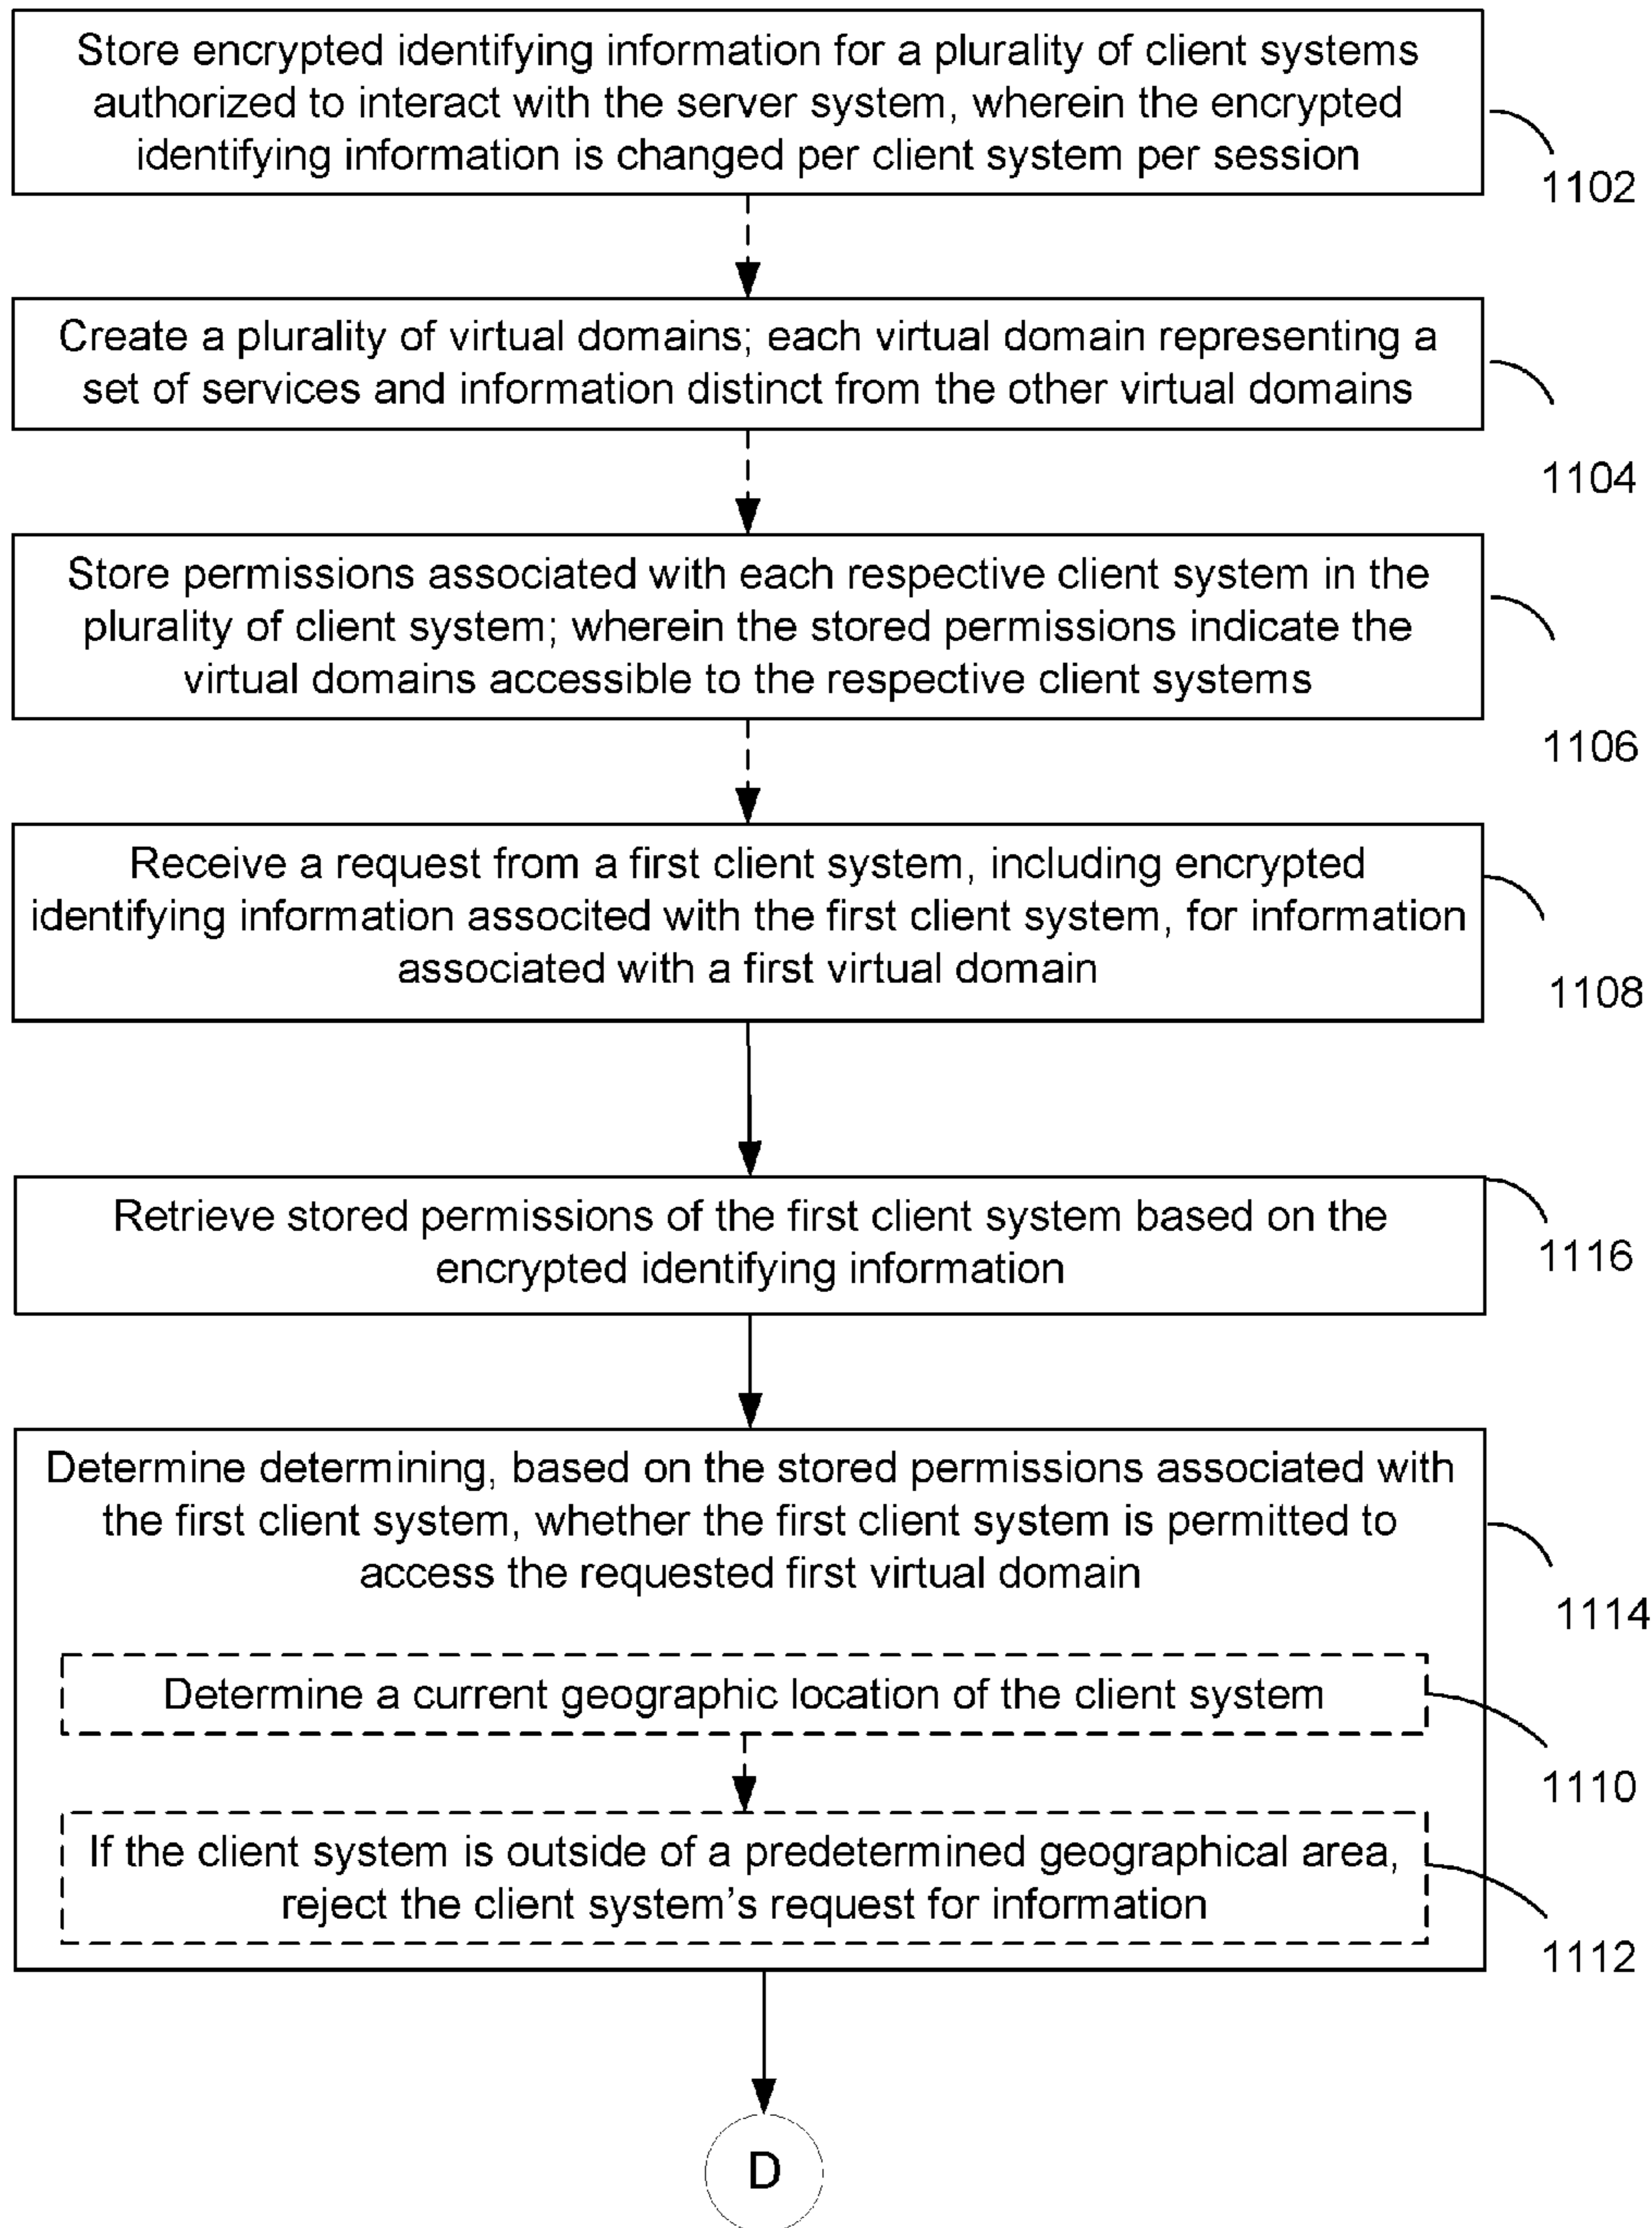 Store encrypted identifying information for a plurality of client systems
authorized to interact with the server system, wherein the encrypted
identifying information is changed per client system per session
1102
Create a plurality of virtual domains; each virtual domain representing a
set of services and information distinct from the other virtual domains
1104
Store permissions associated with each respective client system in the
plurality of client system; wherein the stored permissions indicate the
virtual domains accessible to the respective client systems
1106
Receive a request from a first client system, including encrypted
identifying information associted with the first client system, for information
associated with a first virtual domain
1108
Retrieve stored permissions of the first client system based on the
encrypted identifying information
1116
Determine determining, based on the stored permissions associated with
the first client system, whether the first client system is permitted to
access the requested first virtual domain
1114
Determine a current geographic location of the client system
1110
If the client system is outside of a predetermined geographical area,
reject the client system's request for information
1112
D